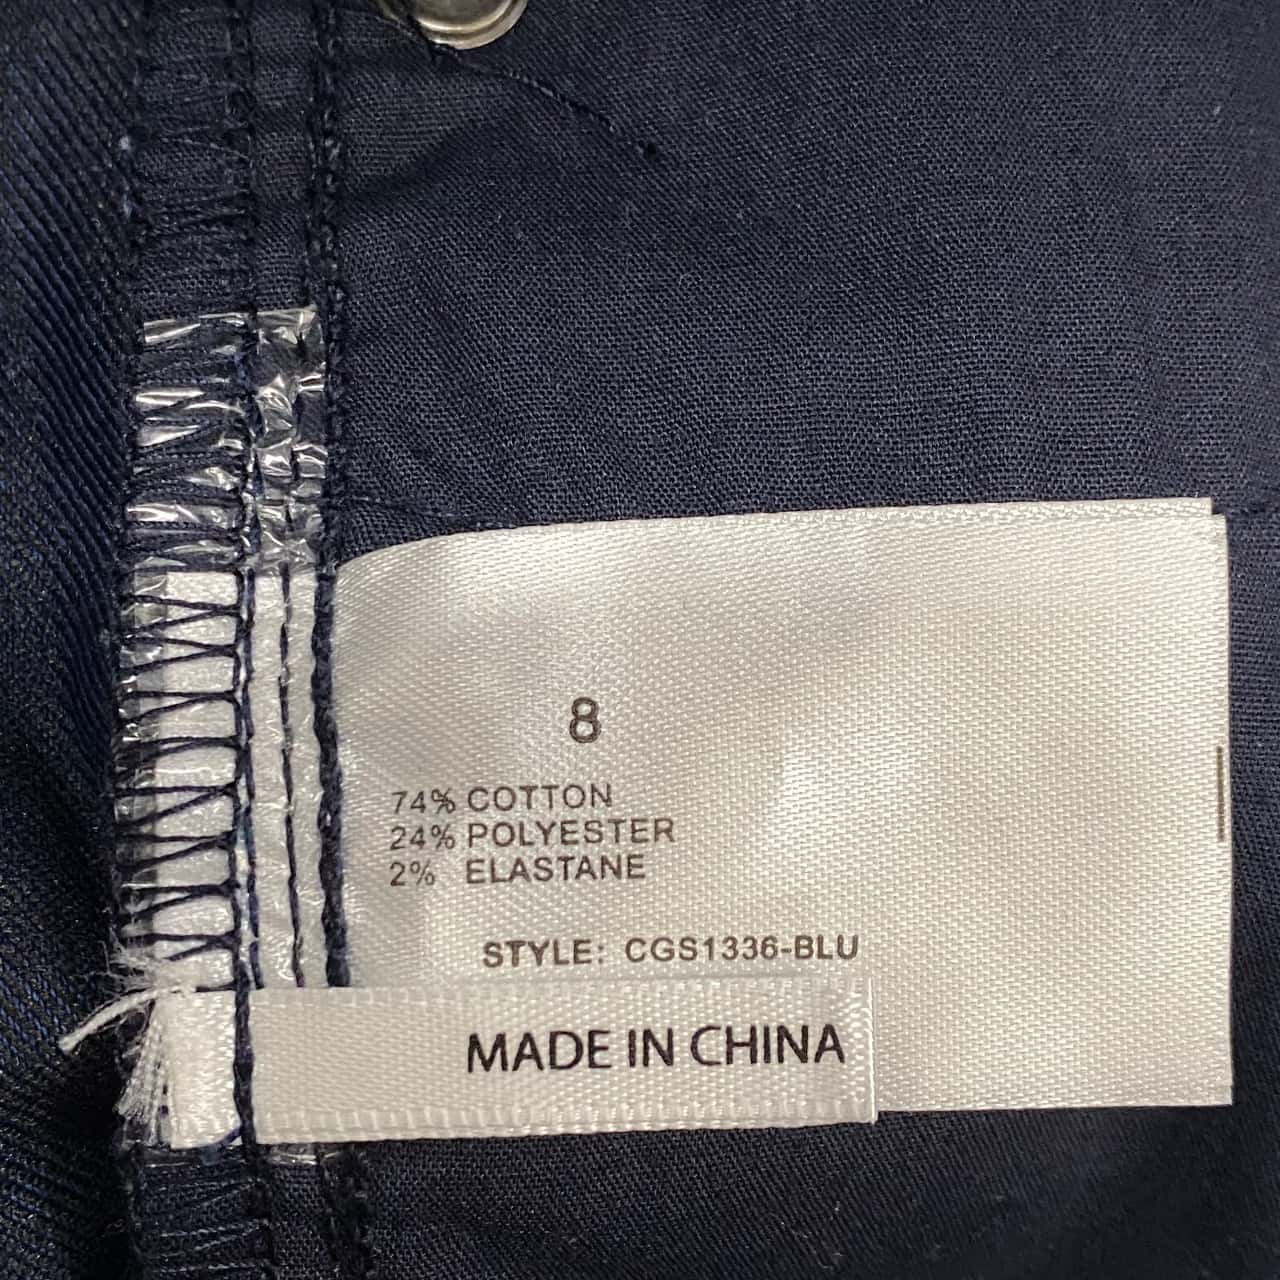 8
74% COTTON
24% POLYESTER
2% ELASTANE
STYLE: CGS1336-BLU
MADE IN CHINA